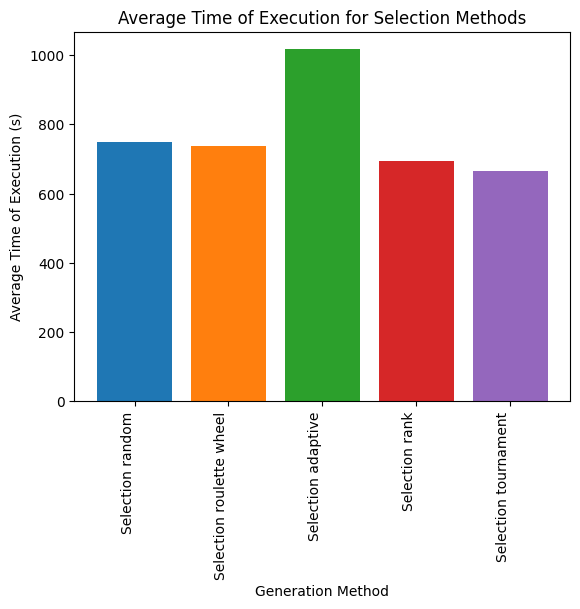 Average Time of Execution for Selection Methods
Average Time of Execution (s)
1000
800
600
400
200
0
Selection random
Selection roulette wheel
Selection adaptive
Selection rank
Selection tournament
Generation Method